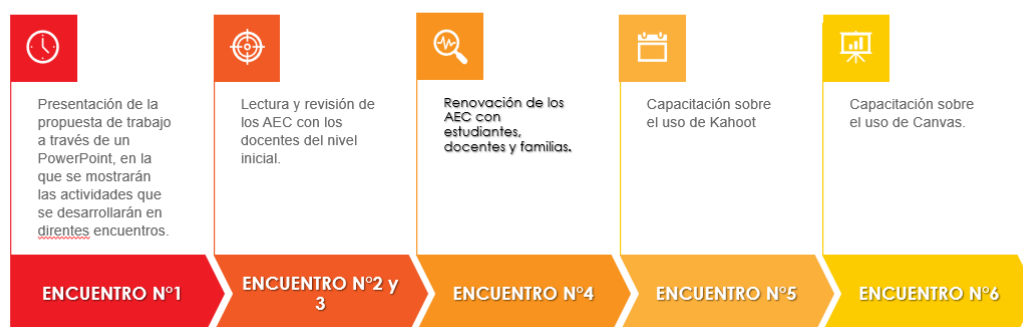 Presentación de la
propuesta de trabajo
a través de un
PowerPoint, en la
que se mostrarán
las actividades que
se desarrollarán en
direntes encuentros.
ENCUENTRO N°1
Lectura y revisión de
los AEC con los
docentes del nivel
inicial.
ENCUENTRO N°2 y
3
Renovación de los
AEC con
estudiantes,
docentes y familias.
ENCUENTRO N°4
Capacitación sobre
el uso de Kahoot
ENCUENTRO N°5
Capacitación sobre
el uso de Canvas.
ENCUENTRO N°6